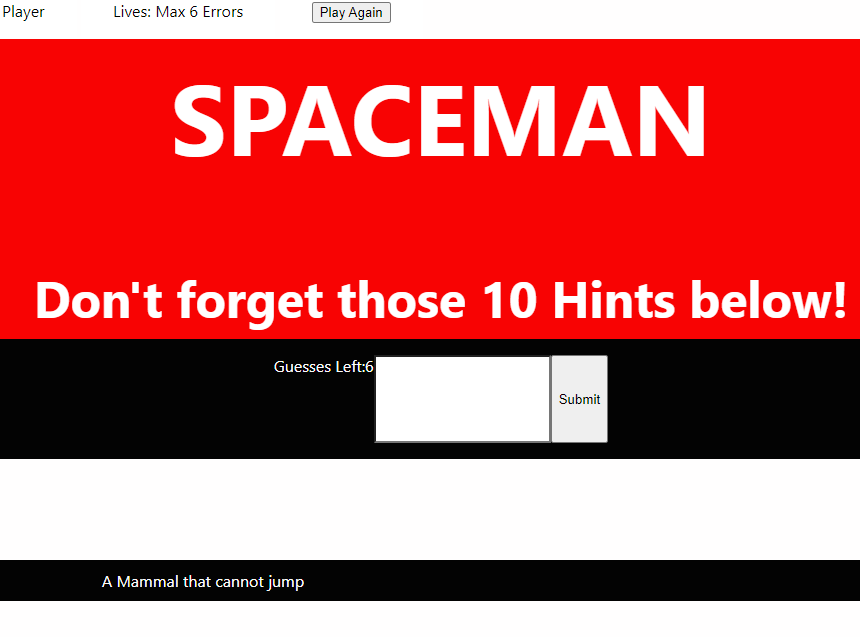 Player Lives: Max 6 Errors Play Again
SPACEMAN
Don't forget those 10 Hints below!
Guesses Left:6 Submit
A Mammal that cannot jump